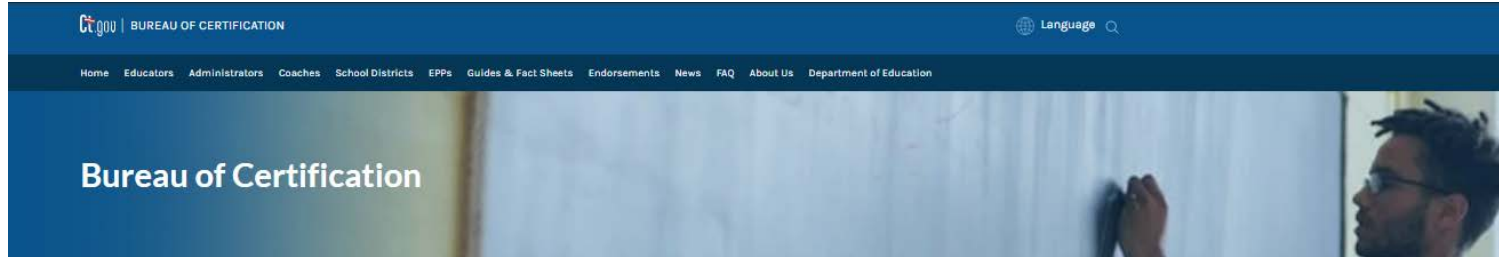 Ct.gov | BUREAU OF CERTIFICATION
Language
Home Educators Administrators Coaches School Districts EPPs Guides & Fact Sheets Endorsements News FAQ About Us Department of Education
Bureau of Certification